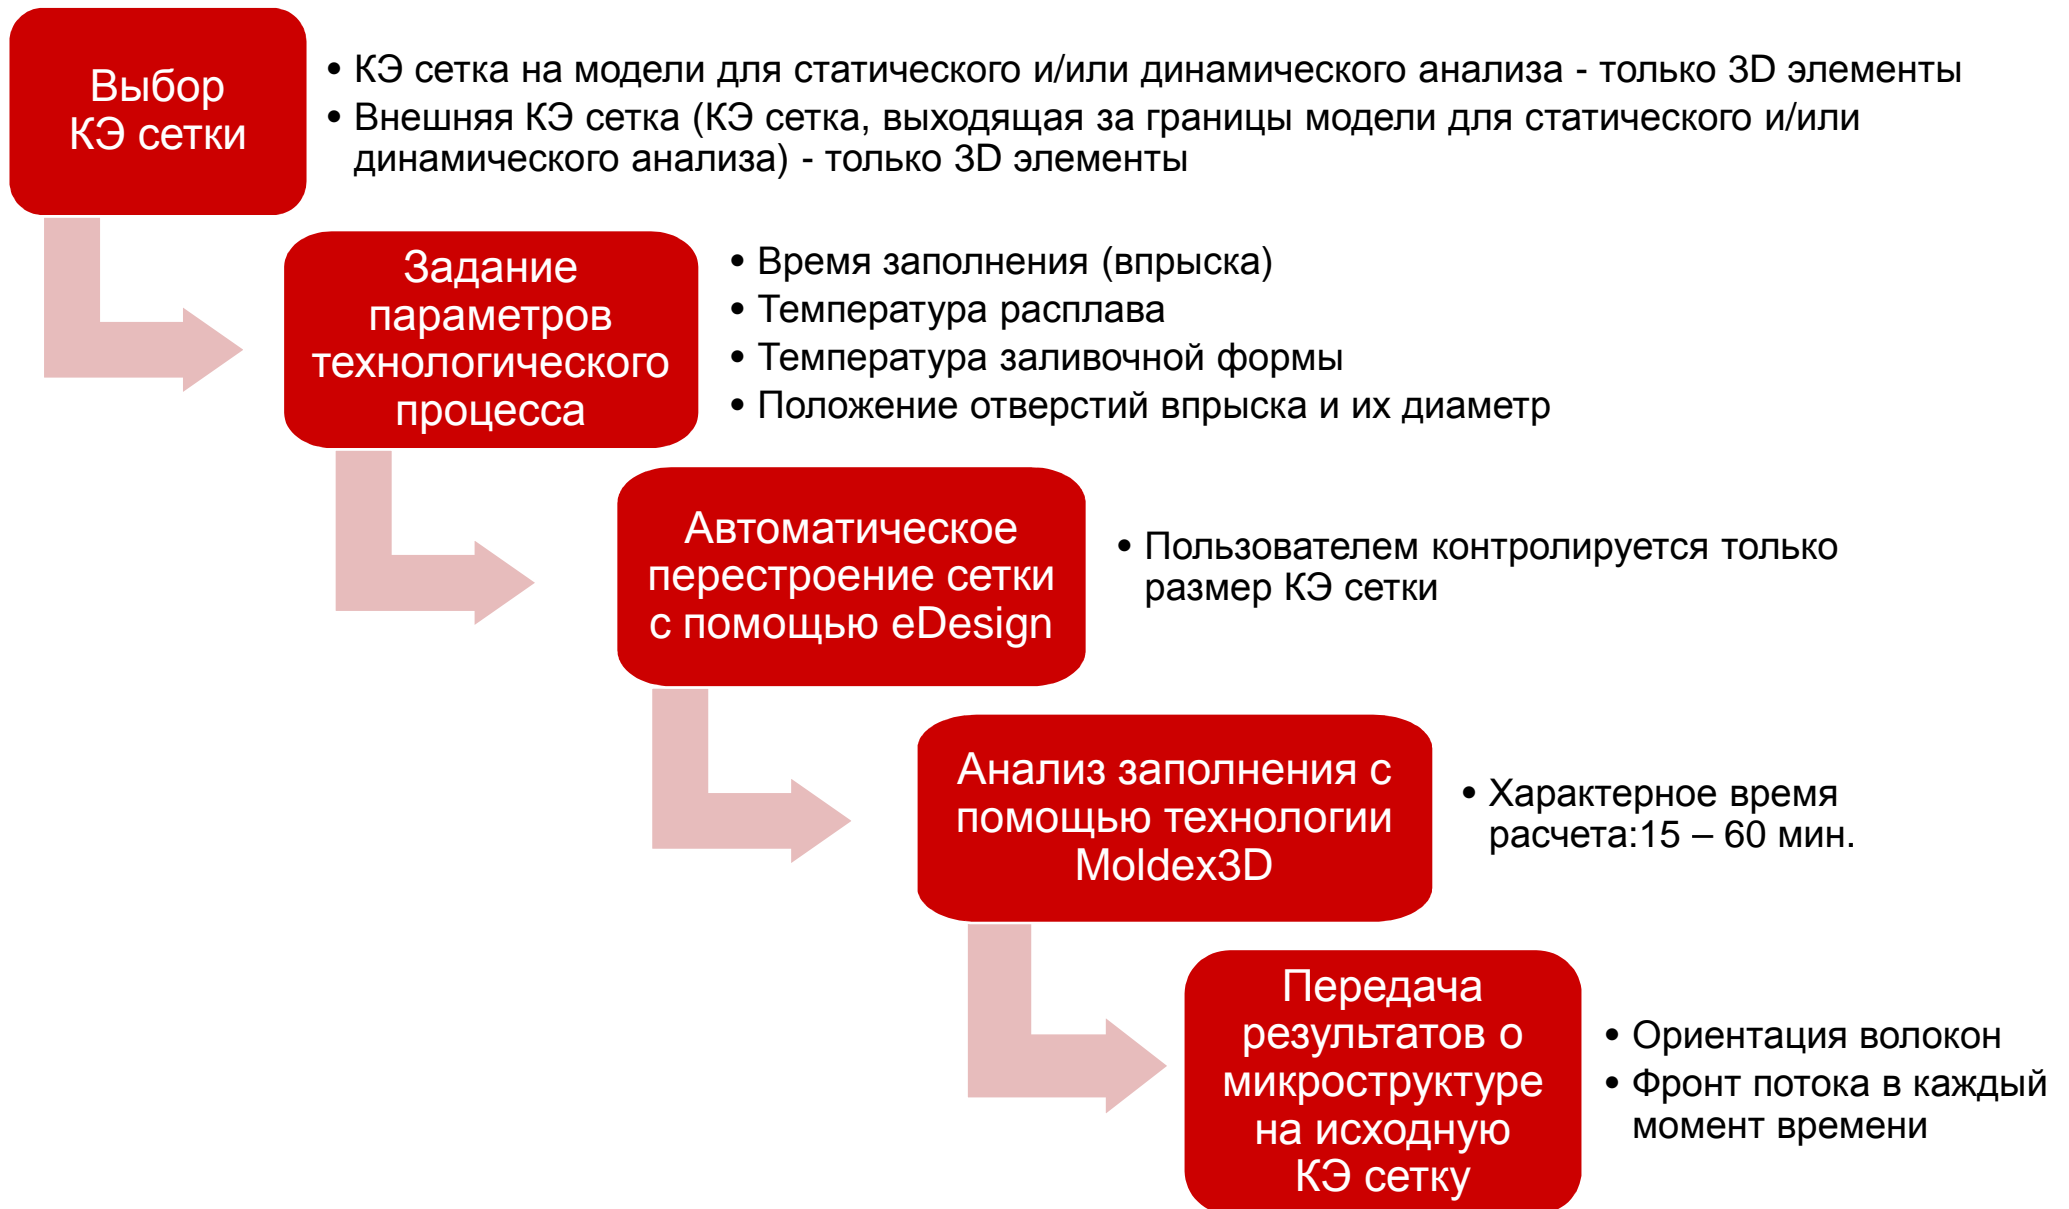 Выбор
КЭ сетки
• КЭ сетка на модели для статического и/или динамического анализа - только 3D элементы
• Внешняя КЭ сетка (КЭ сетка, выходящая за границы модели для статического и/или
динамического анализа) - только 3D элементы
Задание
параметров
технологического
процесса
• Время заполнения (впрыска)
• Температура расплава
• Температура заливочной формы
• Положение отверстий впрыска и их диаметр
Автоматическое
перестроение сетки
с помощью eDesign
• Пользователем контролируется только
размер КЭ сетки
Анализ заполнения с
помощью технологии
Moldex3D
• Характерное время
расчета:15 – 60 мин.
Передача
результатов о
микроструктуре
на исходную
КЭ сетку
• Ориентация волокон
• Фронт потока в каждый
момент времени